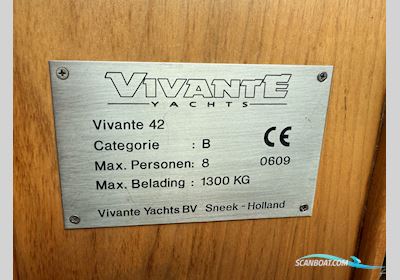 VIVANTE
YACHTS
Vivante 42
Categorie : B CE
Max. Personen: 8 0609
Max. Belading : 1300 KG
Vivante Yachts BV Sneek - Holland
SCANBOAT.COM